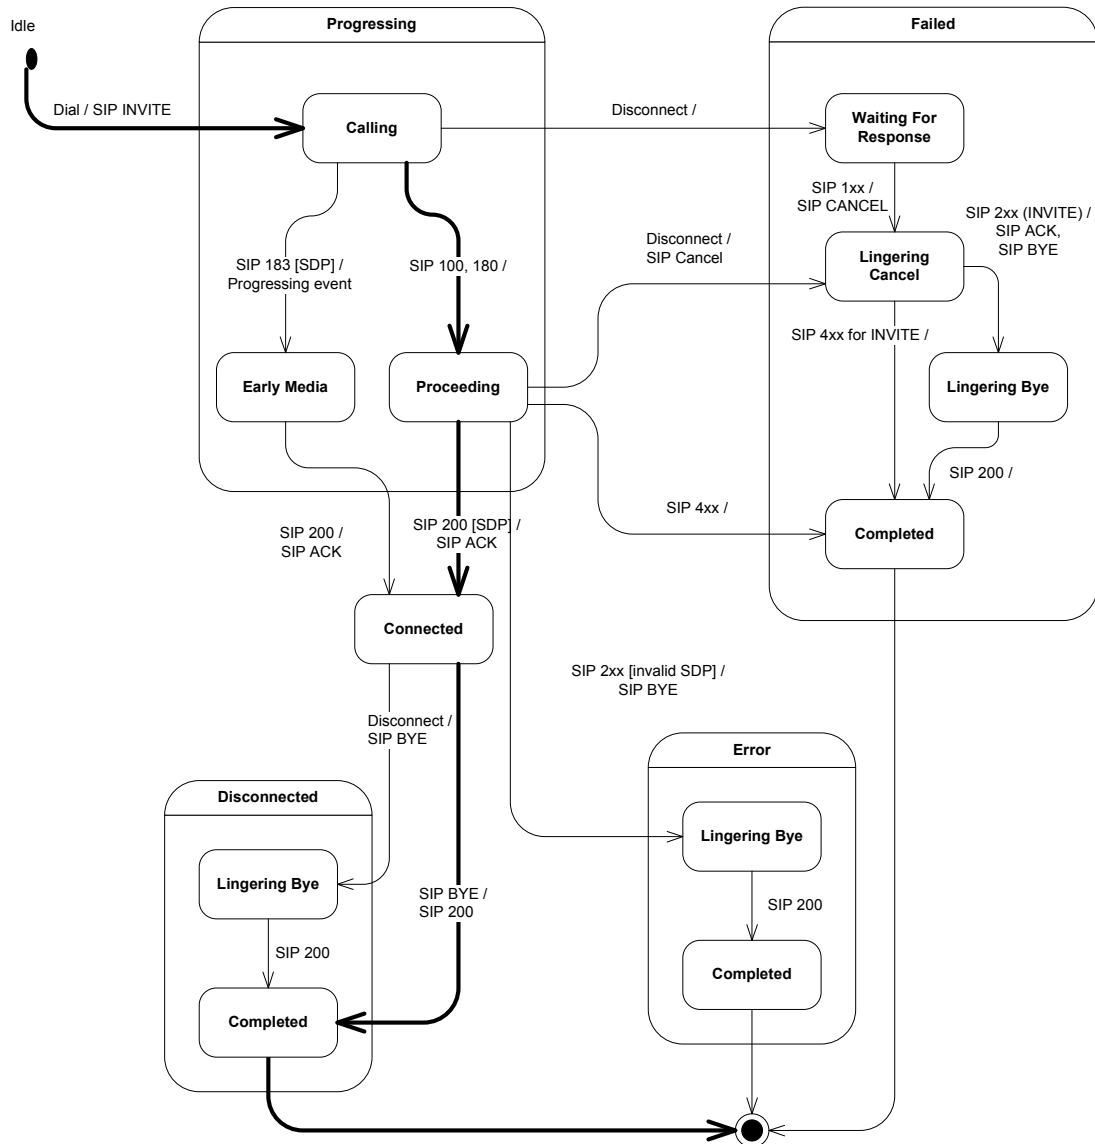 Progressing
Failed
Idle
Dial / SIP INVITE
Calling
Disconnect /
Waiting For
Response
SIP 1xx /
SIP CANCEL
SIP 2xx (INVITE) /
SIP ACK,
SIP BYE
SIP 183 [SDP] /
Progressing event
SIP 100, 180 /
Disconnect /
SIP Cancel
Lingering
Cancel
SIP 4xx for INVITE /
Early Media
Proceeding
Lingering Bye
SIP 200 /
SIP 200 /
SIP ACK
SIP 200 [SDP] /
SIP ACK
SIP 4xx /
Completed
Connected
SIP 2xx [invalid SDP] /
SIP BYE
Disconnect /
SIP BYE
Error
Disconnected
Lingering Bye
Lingering Bye
SIP BYE /
SIP 200
SIP 200
SIP 200
Completed
Completed